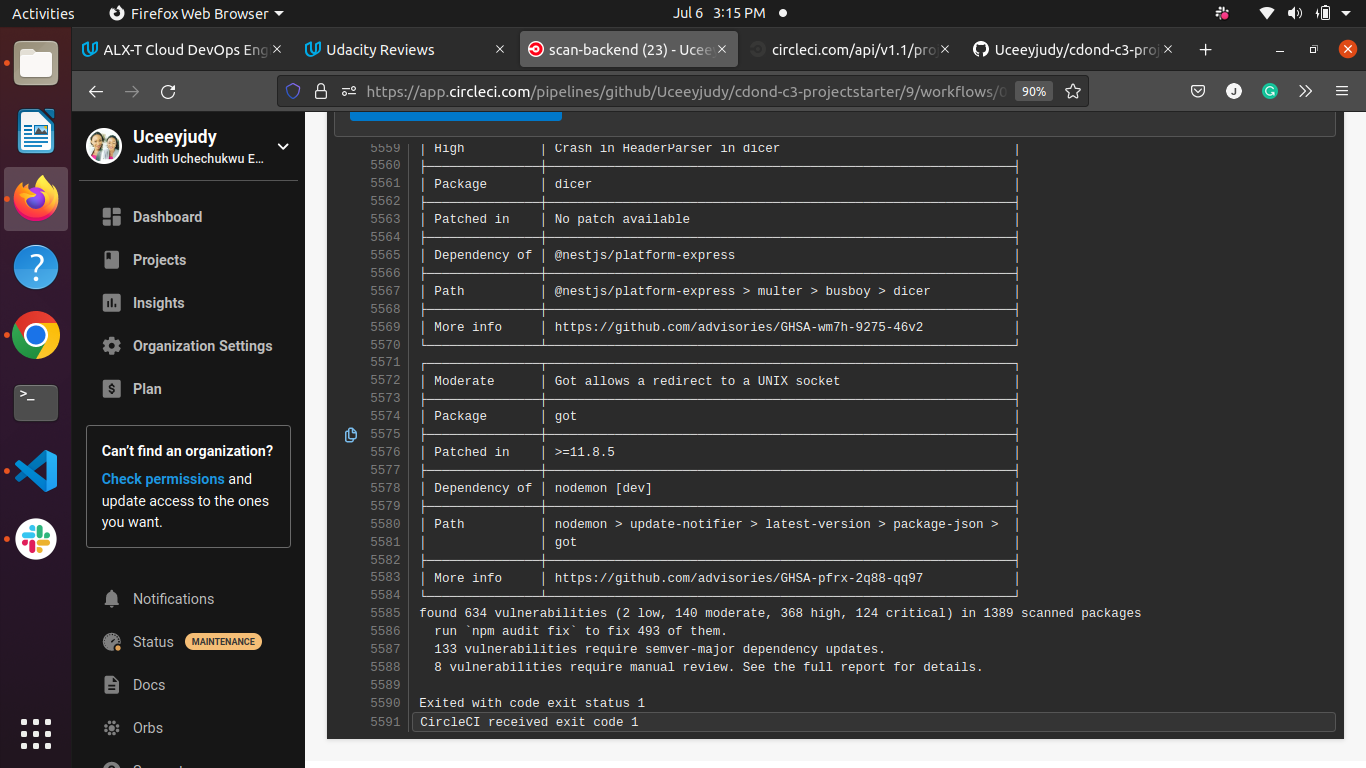 Activities
Firefox Web Browser
Jul 6 3:15 PM
ALX-T Cloud DevOps Eng
Udacity Reviews
scan-backend (23) - Uceey
circleci.com/api/v1.1/pro
Uceeyjudy/cdond-c3-proj
https://app.circleci.com/pipelines/github/Uceeyjudy/cdond-c3-projectstarter/9/workflows/0
90%
J
G
Uceeyjudy
Judith Uchechukwu E...
Dashboard
Projects
Insights
Organization Settings
Plan
Can't find an organization?
Check permissions and
update access to the ones
you want.
Notifications
Status MAINTENANCE
Docs
Orbs
5559 | High | Crash in HeaderParser in dicer |
5560
5561 | Package | dicer |
5562
5563 | Patched in | No patch available |
5564
5565 | Dependency of | @nestjs/platform-express |
5566
5567 | Path | @nestjs/platform-express > multer > busboy > dicer |
5568
5569 | More info | https://github.com/advisories/GHSA-wm7h-9275-46v2 |
5570
5571
5572 | Moderate | Got allows a redirect to a UNIX socket |
5573
5574 | Package | got |
5575
5576 | Patched in | >=11.8.5 |
5577
5578 | Dependency of | nodemon [dev] |
5579
5580 | Path | nodemon > update-notifier > latest-version > package-json > |
5581 | | got |
5582
5583 | More info | https://github.com/advisories/GHSA-pfrx-2q88-qq97 |
5584
5585 found 634 vulnerabilities (2 low, 140 moderate, 368 high, 124 critical) in 1389 scanned packages
5586 run `npm audit fix` to fix 493 of them.
5587 133 vulnerabilities require semver-major dependency updates.
5588 8 vulnerabilities require manual review. See the full report for details.
5589
5590 Exited with code exit status 1
5591 CircleCI received exit code 1